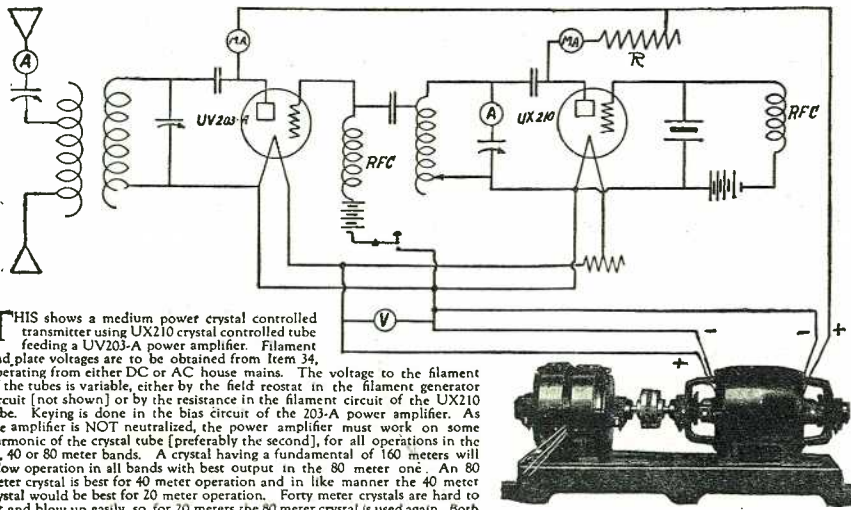 MA
MA
R
A
UV203-A
A
UX210
RFC
RFC
V
THIS shows a medium power crystal controlled
transmitter using UX210 crystal controlled tube
feeding a UV203-A power amplifier. Filament
plate voltages are to be obtained from Item 34,
operating from either DC or AC house mains. The voltage to the filament
the tubes is variable, either by the field reostat in the filament generator
circuit [not shown] or by the resistance in the filament circuit of the UX210
tube. Keying is done in the bias circuit of the 203-A power amplifier. As
amplifier is NOT neutralized, the power amplifier must work on some
harmonic of the crystal tube [preferably the second], for all operations in the
40 or 80 meter bands. A crystal having a fundamental of 160 meters will
operation in all bands with best output in the 80 meter one. An 80
meter crystal is best for 40 meter operation and in like manner the 40 meter
crystal would be best for 20 meter operation. Forty meter crystals are hard to
and blow up easily, so, for 20 meters the 80 meter crystal is used again. Both
-
+
-
+